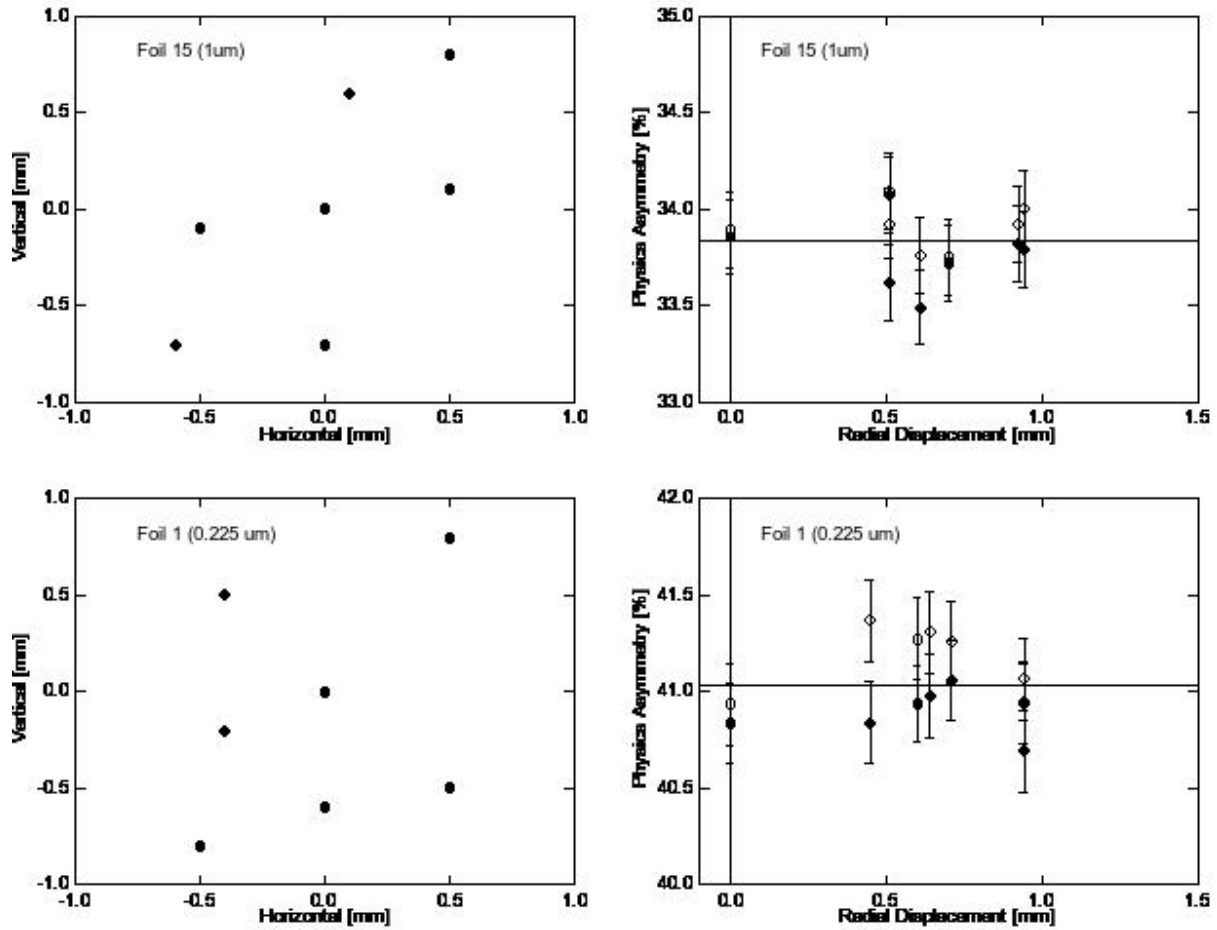 1.0
Foil 15 (1um)
0.5
Vertical [mm]
0.0
-0.5
-1.0
-1.0 -0.5 0.0 0.5 1.0
Horizontal [mm]
35.0
Foil 15 (1um)
34.5
Physica Asymmetry [%]
34.0
33.5
33.0
0.0 0.5 1.0 1.5
Radial Displacement [mm]
1.0
Foil 1 (0.225 um)
0.5
Vertical [mm]
0.0
-0.5
-1.0
-1.0 -0.5 0.0 0.5 1.0
Horizontal [mm]
42.0
Foil 1 (0.225 um)
41.5
Physica Asymmetry [%]
41.0
40.5
40.0
0.0 0.5 1.0 1.5
Radial Displacement [mm]